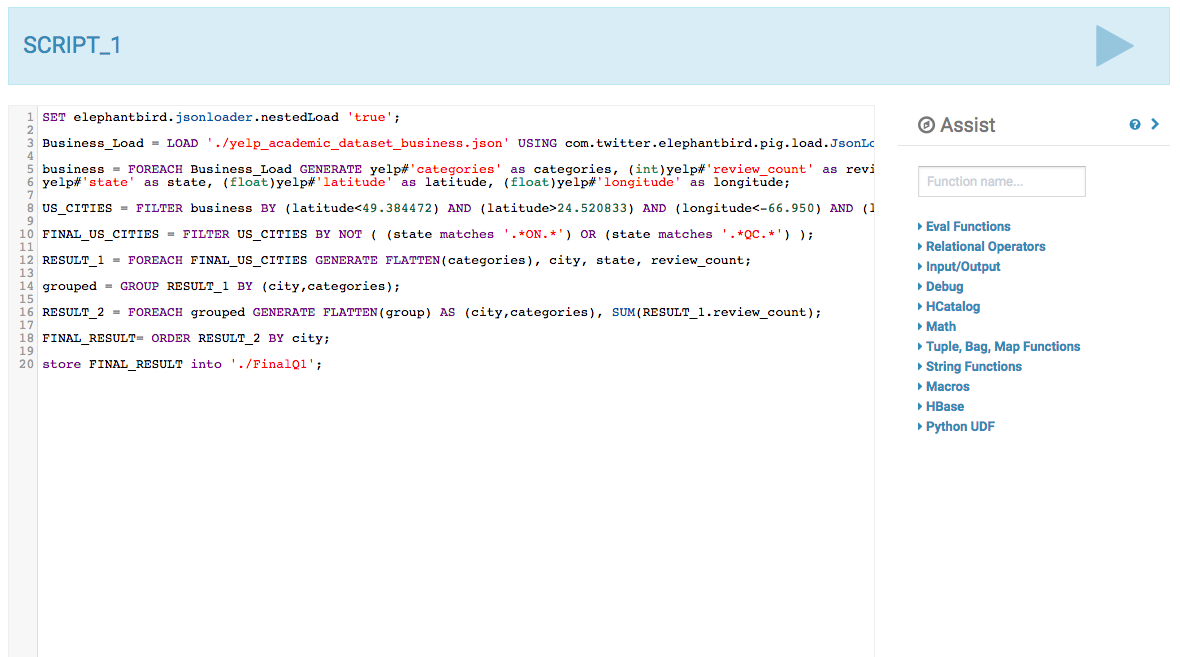 SCRIPT_1
1 SET elephantbird.jsonloader.nestedLoad 'true';
2
3 Business_Load = LOAD './yelp_academic_dataset_business.json' USING com.twitter.elephantbird.pig.load.JsonLo
4
5 business = FOREACH Business_Load GENERATE yelp#'categories' as categories, (int)yelp#'review_count' as revi
6 yelp#'state' as state, (float)yelp#'latitude' as latitude, (float)yelp#'longitude' as longitude;
7
8 US_CITIES = FILTER business BY (latitude<49.384472) AND (latitude>24.520833) AND (longitude<-66.950) AND (l
9
10 FINAL_US_CITIES = FILTER US_CITIES BY NOT ( (state matches '.*ON.*') OR (state matches '.*QC.*') );
11
12 RESULT_1 = FOREACH FINAL_US_CITIES GENERATE FLATTEN(categories), city, state, review_count;
13
14 grouped = GROUP RESULT_1 BY (city,categories);
15
16 RESULT_2 = FOREACH grouped GENERATE FLATTEN(group) AS (city,categories), SUM(RESULT_1.review_count);
17
18 FINAL_RESULT= ORDER RESULT_2 BY city;
19
20 store FINAL_RESULT into './FinalQ1';
Assist
?
Function name...
Eval Functions
Relational Operators
Input/Output
Debug
HCatalog
Math
Tuple, Bag, Map Functions
String Functions
Macros
HBase
Python UDF